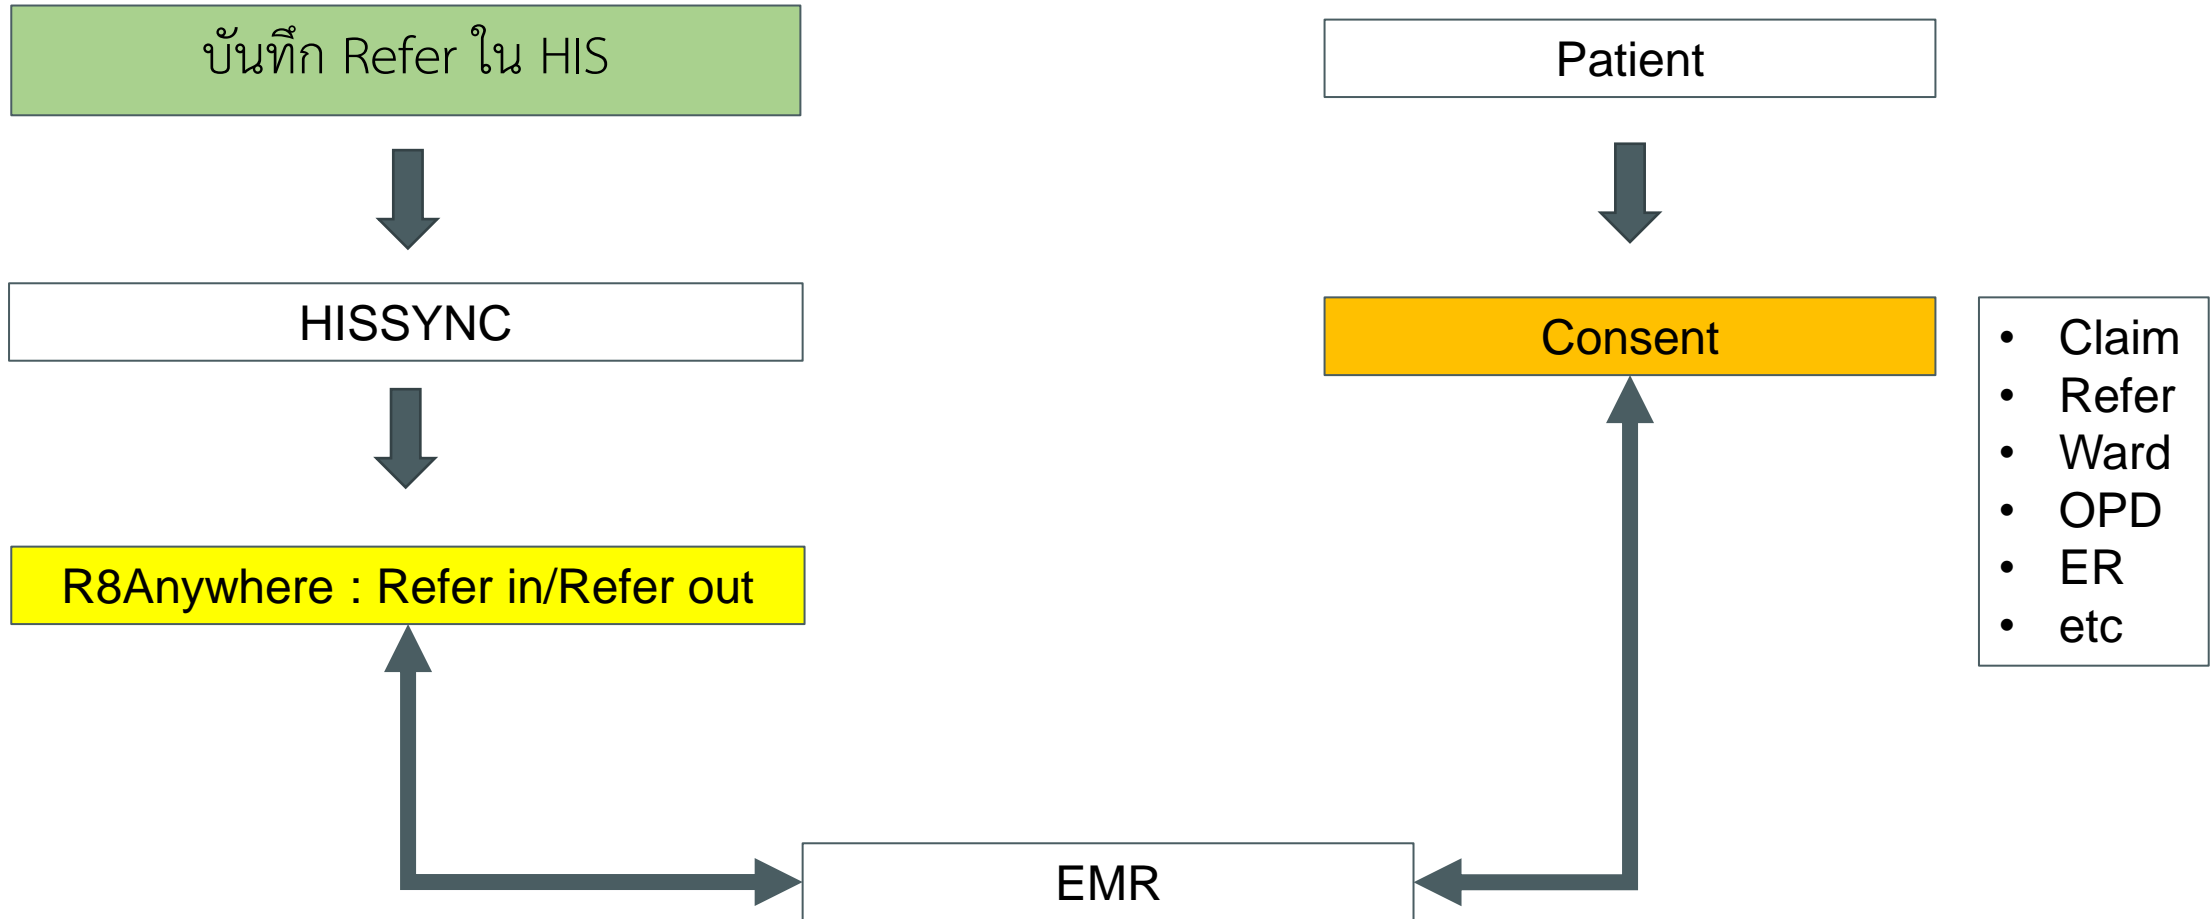 บันทึก Refer ใน HIS
HISSYNC
R8Anywhere : Refer in/Refer out
Patient
Consent
• Claim
• Refer
• Ward
• OPD
• ER
• etc
EMR